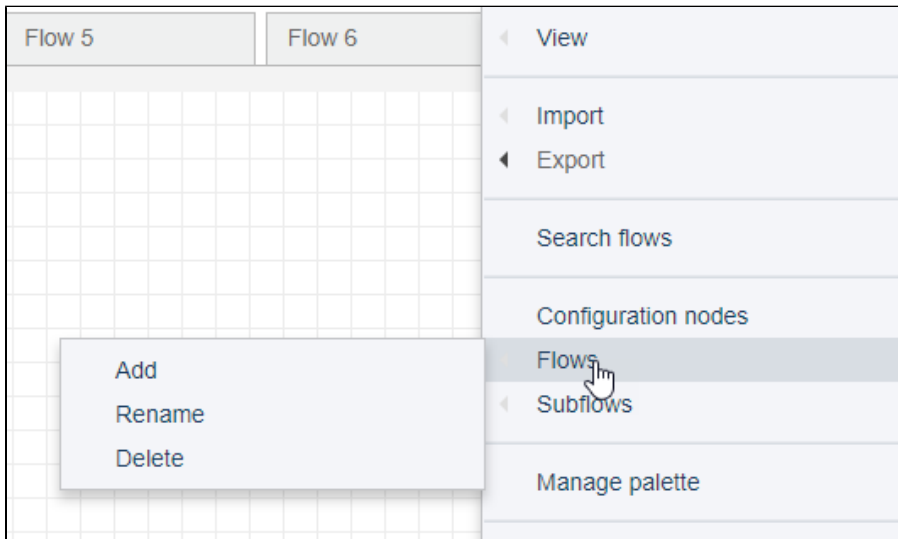 Flow 5
Flow 6
View
Import
Export
Search flows
Configuration nodes
Flows
Subflows
Manage palette
Add
Rename
Delete